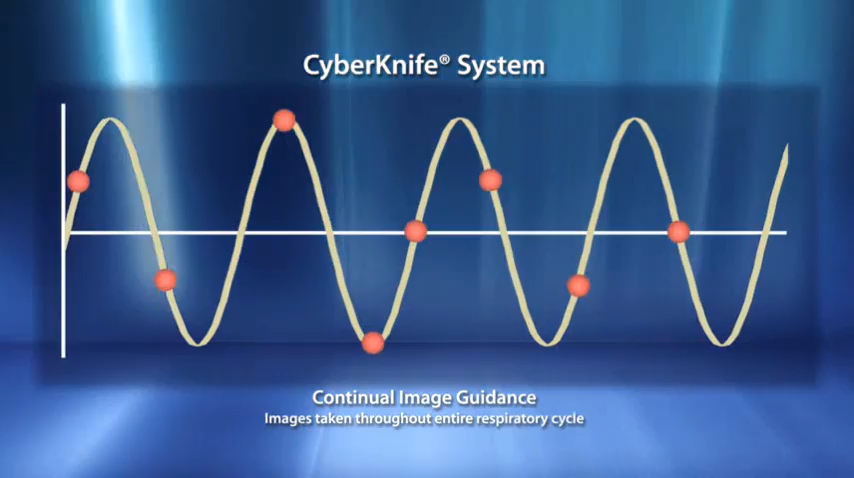 CyberKnife® System
Continual Image Guidance
Images taken throughout entire respiratory cycle